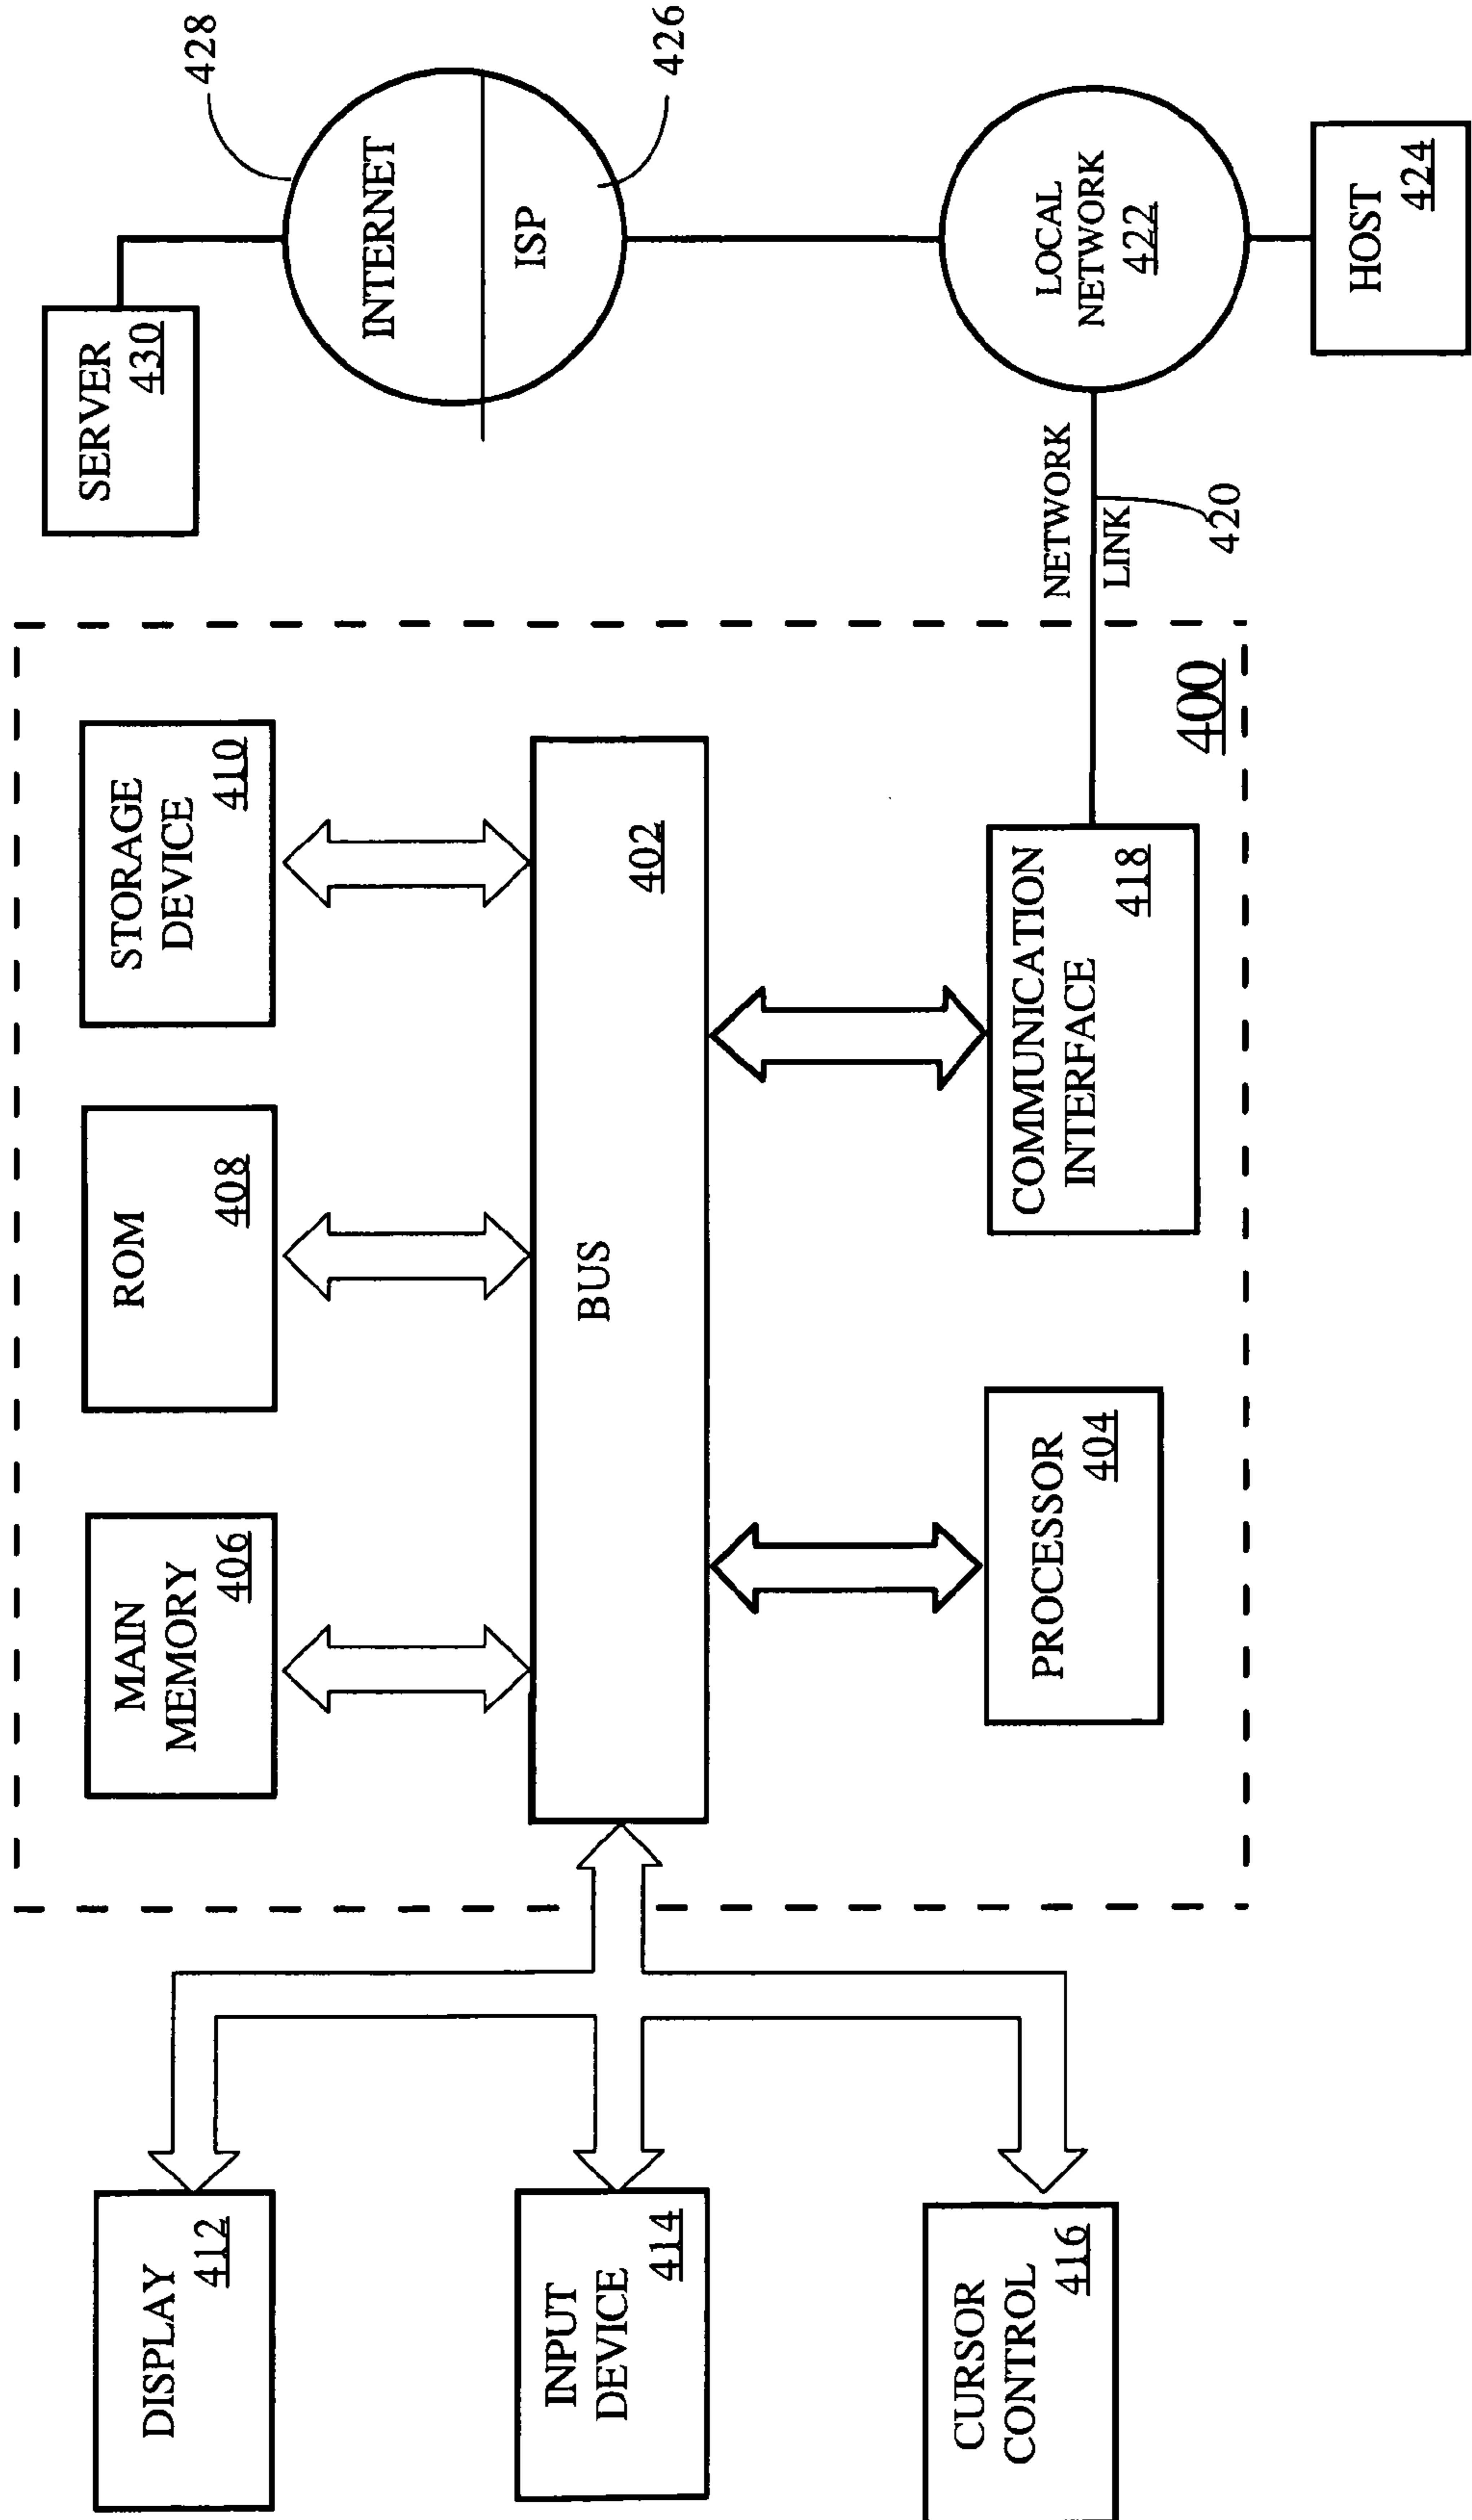 DISPLAY
412
INPUT
DEVICE
414
CURSOR
CONTROL
416
MAIN
MEMORY
406
ROM
408
STORAGE
DEVICE
410
BUS
402
PROCESSOR
404
COMMUNICATION
INTERFACE
418
400
SERVER
430
428
INTERNET
ISP
426
NETWORK
LINK
420
LOCAL
NETWORK
422
HOST
424